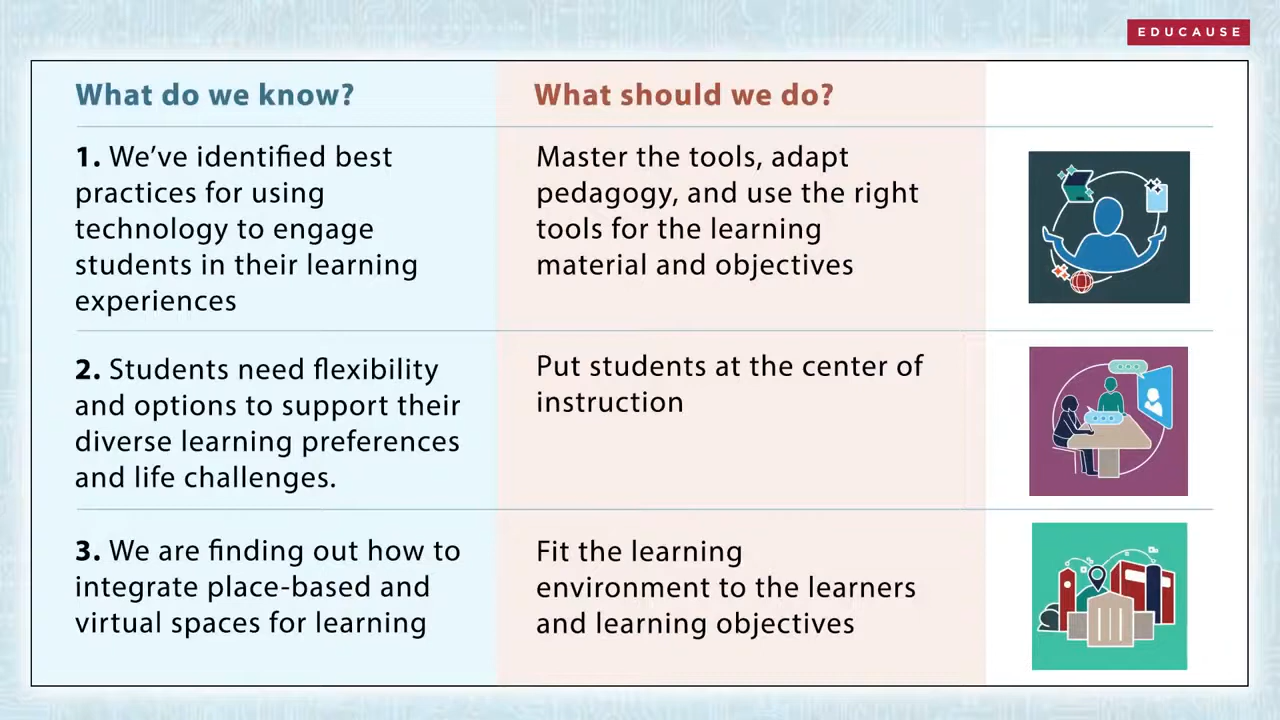 EDUCAUSE
What do we know?
What should we do?
1. We’ve identified best
practices for using
technology to engage
students in their learning
experiences
Master the tools, adapt
pedagogy, and use the right
tools for the learning
material and objectives
2. Students need flexibility
and options to support their
diverse learning preferences
and life challenges.
Put students at the center of
instruction
3. We are finding out how to
integrate place-based and
virtual spaces for learning
Fit the learning
environment to the learners
and learning objectives